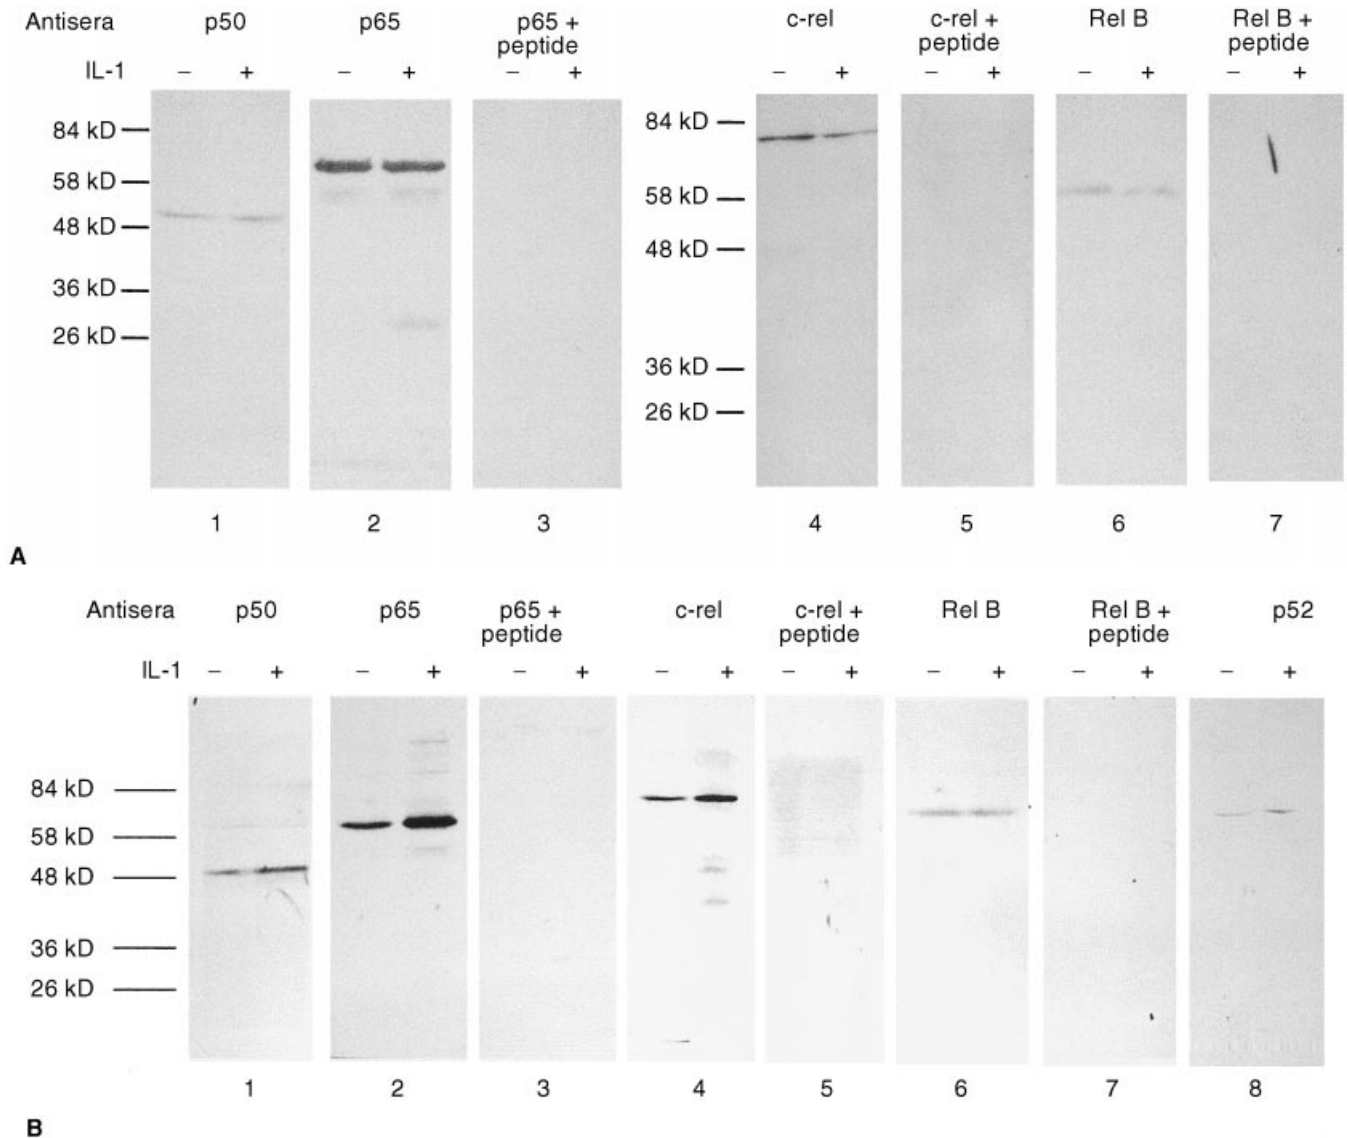 Antisera p50 p65 p65 + peptide c-rel c-rel + peptide Rel B Rel B + peptide
IL-1 – + – + – + – + – + – + – +
84 kD
58 kD
48 kD
36 kD
26 kD
84 kD
58 kD
48 kD
36 kD
26 kD
1 2 3 4 5 6 7
A
Antisera p50 p65 p65 + peptide c-rel c-rel + peptide Rel B Rel B + peptide p52
IL-1 – + – + – + – + – + – + – + – +
84 kD
58 kD
48 kD
36 kD
26 kD
1 2 3 4 5 6 7 8
B